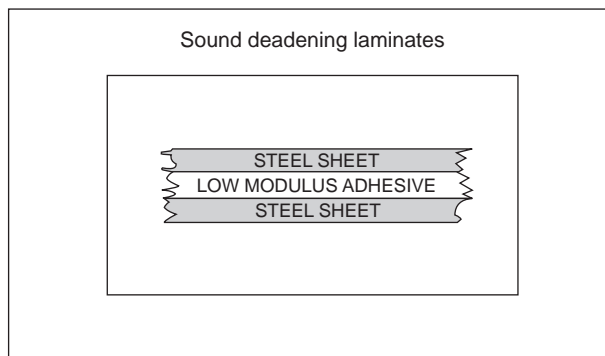 Sound deadening laminates
STEEL SHEET
LOW MODULUS ADHESIVE
STEEL SHEET